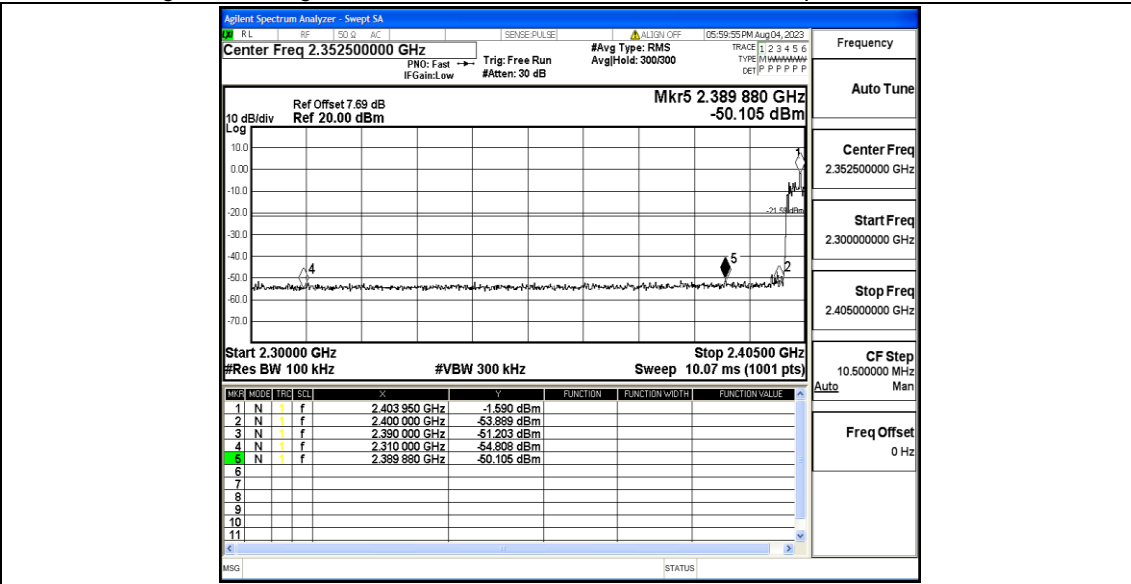 Agilent Spectrum Analyzer - Swept SA
RL RF 50 Ω AC SENSE:PULSE ALIGN OFF 05:59:55 PM Aug 04, 2023
Center Freq 2.352500000 GHz
PNO: Fast
IFGain:Low
Trig: Free Run
#Atten: 30 dB
#Avg Type: RMS
Avg|Hold: 300/300
TRACE 1 2 3 4 5 6
TYPE M
DET P P P P P P
Ref Offset 7.69 dB
10 dB/div Ref 20.00 dBm
Log
Mkr5 2.389 880 GHz
-50.105 dBm
10.0
0.00
-10.0
-20.0
-30.0
-40.0
-50.0
-60.0
-70.0
1
4
5
2
Start 2.30000 GHz Stop 2.40500 GHz
#Res BW 100 kHz #VBW 300 kHz Sweep 10.07 ms (1001 pts)
MKR MODE TRC SCL X Y FUNCTION FUNCTION WIDTH FUNCTION VALUE
1 N 1 f 2.403 950 GHz -1.590 dBm
2 N 1 f 2.400 000 GHz -53.889 dBm
3 N 1 f 2.390 000 GHz -51.203 dBm
4 N 1 f 2.310 000 GHz -54.808 dBm
5 N 1 f 2.389 880 GHz -50.105 dBm
6
7
8
9
10
11
MSG STATUS
Frequency
Auto Tune
Center Freq
2.352500000 GHz
Start Freq
2.300000000 GHz
Stop Freq
2.405000000 GHz
CF Step
10.500000 MHz
Auto Man
Freq Offset
0 Hz